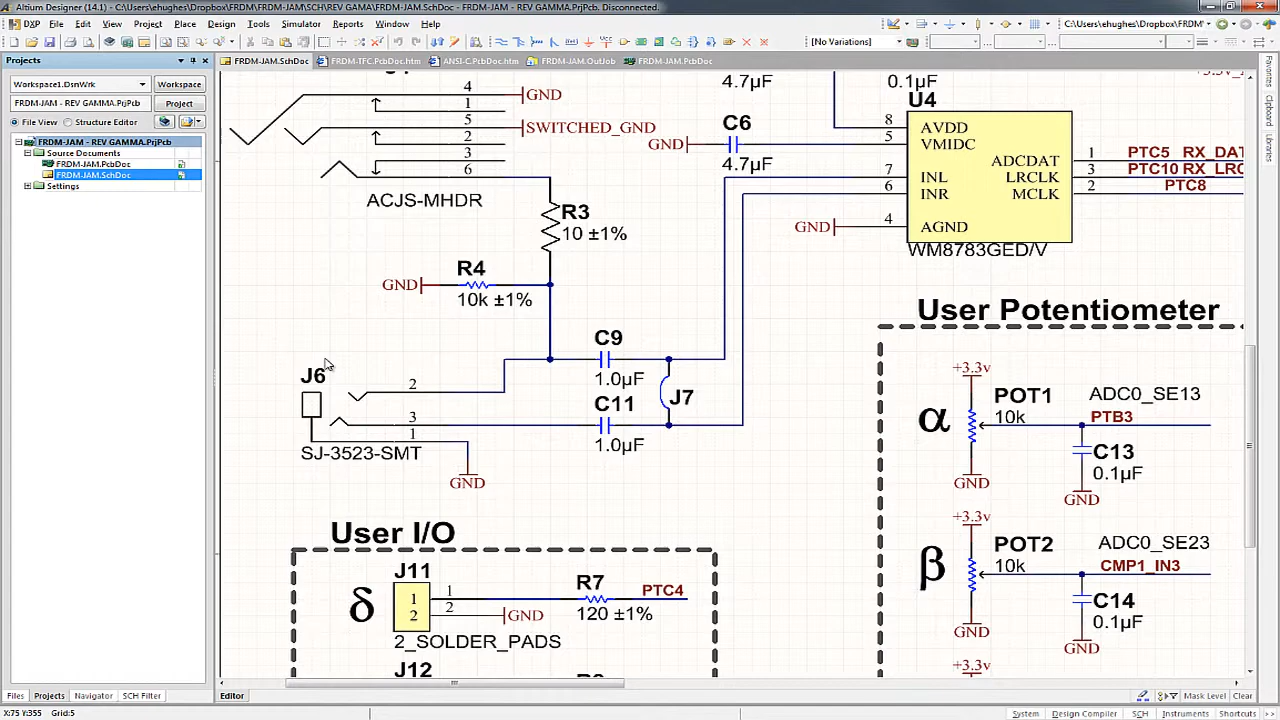 Altium Designer (14.1) - C:\Users\ehughes\Dropbox\FRDM-JAM\SCH\REV GAMA\FRDM-JAM.SchDoc - FRDM-JAM - REV GAMMA.PrjPcb. Disconnected.
DXP File Edit View Project Place Design Tools Simulator Reports Window Help C:\Users\ehughes\Dropbox\FRDM
[No Variations]
Projects
FRDM-JAM.SchDoc FRDM-TFC.PcbDoc.htm ANSI-C.PcbDoc.htm FRDM-JAM.OutJob FRDM-JAM.PcbDoc
Workspace1.DsnWrk Workspace
FRDM-JAM - REV GAMMA.PrjPcb Project
File View Structure Editor
FRDM-JAM - REV GAMMA.PrjPcb
Source Documents
FRDM-JAM.PcbDoc
FRDM-JAM.SchDoc
Settings
Favorites
Clipboard
Libraries
4 GND
1
5 SWITCHED_GND
2
3
6
ACJS-MHDR
R3
10 ±1%
R4
GND
10k ±1%
4.7µF
C6
GND
4.7µF
0.1µF
U4
8 AVDD
5 VMIDC
7 INL
6 INR
GND 4 AGND
ADCDAT 1 PTC5 RX_DAT
LRCLK 3 PTC10 RX_LRC
MCLK 2 PTC8
WM8783GED/V
C9
1.0µF
C11
1.0µF
J7
J6
2
3
1
SJ-3523-SMT
GND
User Potentiometer
+3.3v
α
POT1
10k
ADC0_SE13
PTB3
C13
0.1µF
GND
GND
+3.3v
β
POT2
10k
ADC0_SE23
CMP1_IN3
C14
0.1µF
GND
GND
+3.3v
User I/O
δ
J11
1 1
2 2
GND
R7
120 ±1%
PTC4
2_SOLDER_PADS
J12
Files Projects Navigator SCH Filter Editor Mask Level Clear
X:75 Y:355 Grid:5 System Design Compiler SCH Instruments Shortcuts >>